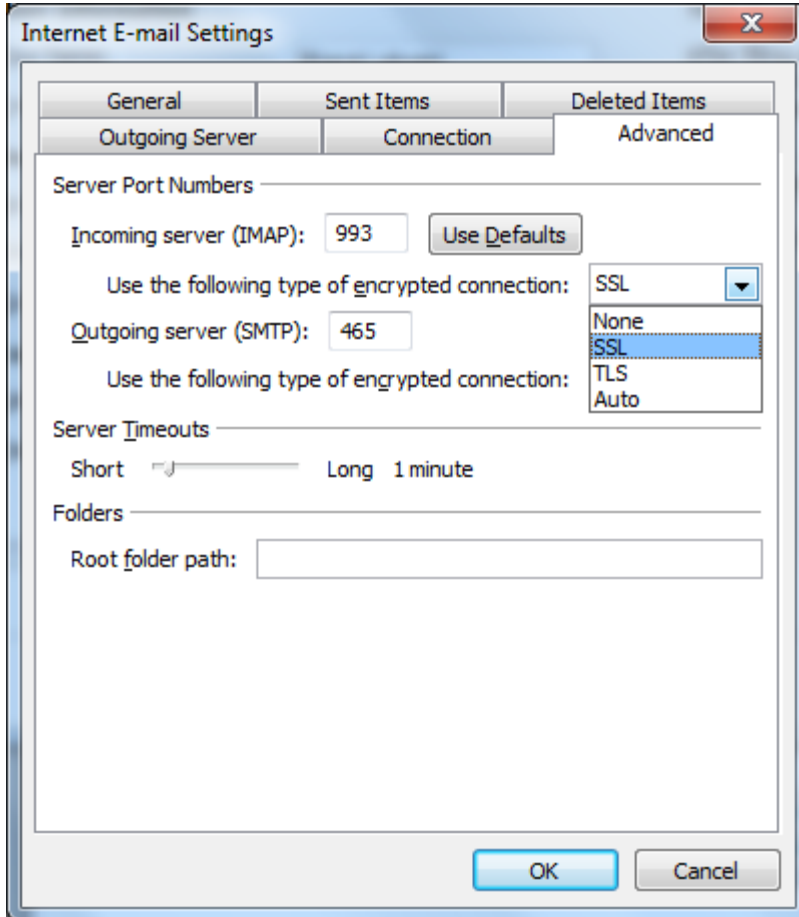 Internet E-mail Settings
General Sent Items Deleted Items
Outgoing Server Connection Advanced
Server Port Numbers
Incoming server (IMAP): 993 Use Defaults
Use the following type of encrypted connection: SSL
None
SSL
TLS
Auto
Outgoing server (SMTP): 465
Use the following type of encrypted connection:
Server Timeouts
Short Long 1 minute
Folders
Root folder path:
OK Cancel